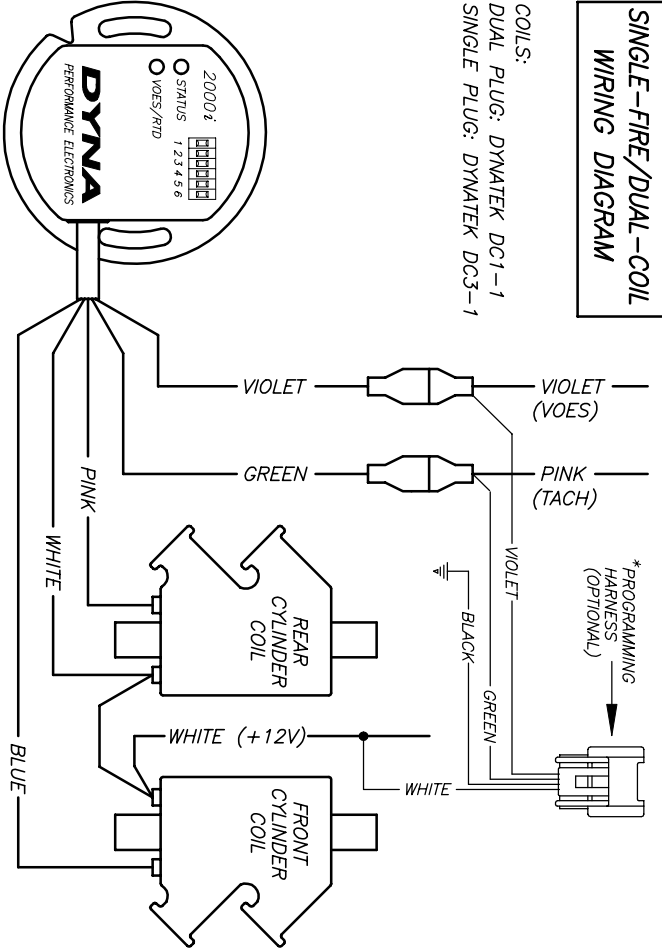 SINGLE-FIRE/DUAL-COIL
WIRING DIAGRAM
COILS:
DUAL PLUG: DYNATEK DC1-1
SINGLE PLUG: DYNATEK DC3-1
2000i
STATUS
VOES/RTD
1 2 3 4 5 6
DYNA
PERFORMANCE ELECTRONICS
VIOLET
VIOLET
(VOES)
GREEN
PINK
(TACH)
VIOLET
GREEN
BLACK
WHITE
*PROGRAMMING
HARNESS
(OPTIONAL)
PINK
WHITE
BLUE
REAR
CYLINDER
COIL
WHITE (+12V)
FRONT
CYLINDER
COIL